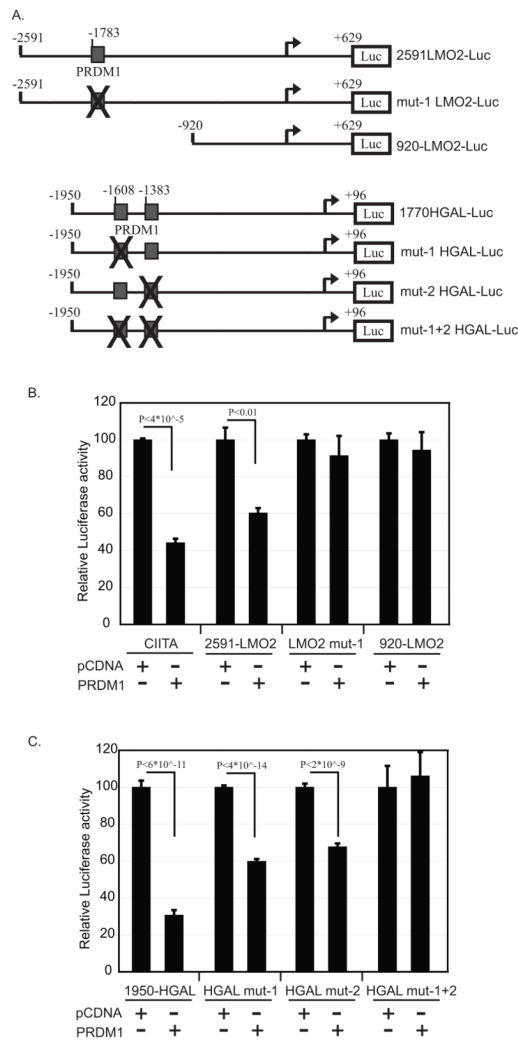 A.
-2591 -1783 +629
PRDM1 Luc 2591LMO2-Luc
-2591 +629
Luc mut-1 LMO2-Luc
-920 +629
Luc 920-LMO2-Luc
-1950 -1608 -1383 +96
PRDM1 Luc 1770HGAL-Luc
-1950 +96
Luc mut-1 HGAL-Luc
-1950 +96
Luc mut-2 HGAL-Luc
-1950 +96
Luc mut-1+2 HGAL-Luc
B.
Relative Luciferase activity
120
100
80
60
40
20
0
P<4*10^-5 P<0.01
CIITA 2591-LMO2 LMO2 mut-1 920-LMO2
pCDNA + - + - + - + -
PRDM1 - + - + - + - +
C.
Relative Luciferase activity
120
100
80
60
40
20
0
P<6*10^-11 P<4*10^-14 P<2*10^-9
1950-HGAL HGAL mut-1 HGAL mut-2 HGAL mut-1+2
pCDNA + - + - + - + -
PRDM1 - + - + - + - +